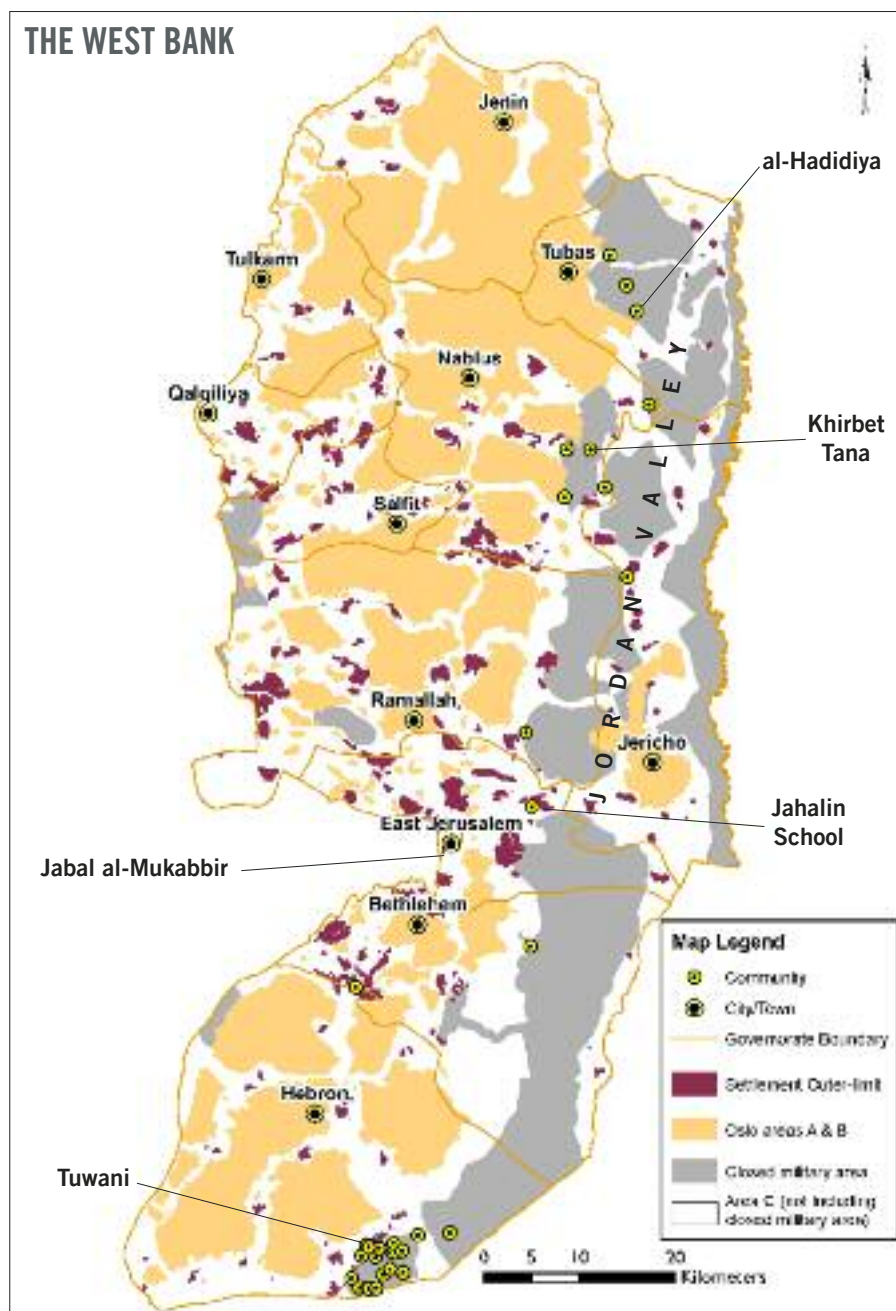 THE WEST BANK
Jenin
al-Hadidiya
Tubas
Tulkarm
Nablus
Qalqiliya
Khirbet
Tana
Salfit
JORDAN VALLEY
Ramallah
Jericho
Jahalin
School
East Jerusalem
Jabal al-Mukabbir
Bethlehem
Hebron
Tuwani
Map Legend
Community
City/Town
Governorate Boundary
Settlement Outer-limit
Oslo areas A & B
Closed military area
Area C (not including
closed military area)
0 5 10 20
Kilometers